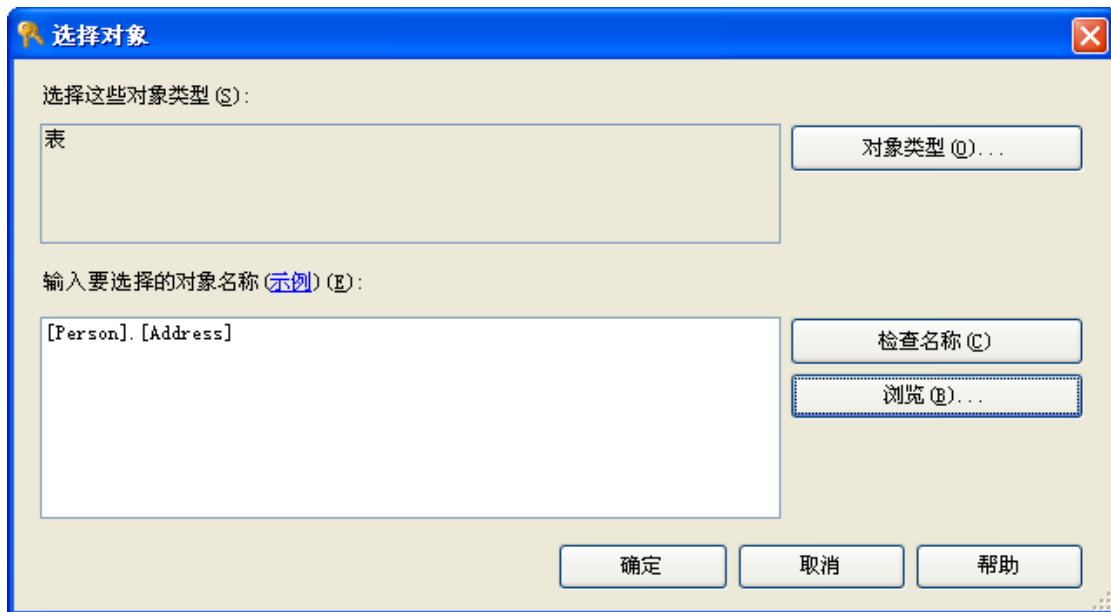 选择对象
选择这些对象类型(S):
表
对象类型(O)...
输入要选择的对象名称(示例)(E):
[Person].[Address]
检查名称(C)
浏览(B)...
确定
取消
帮助